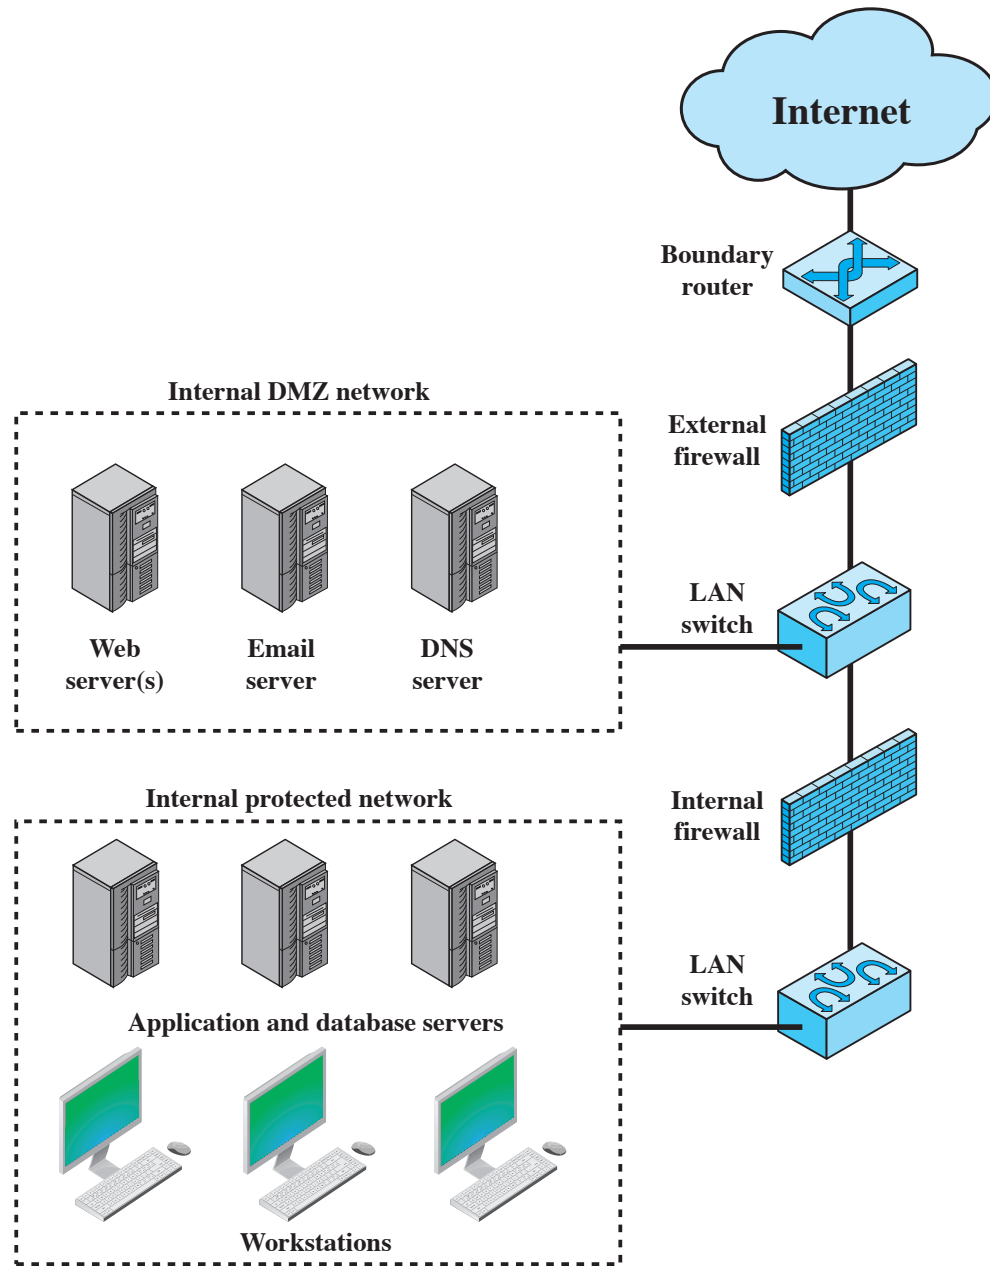 Internet
Boundary
router
Internal DMZ network
External
firewall
LAN
switch
Web
server(s)
Email
server
DNS
server
Internal protected network
Internal
firewall
LAN
switch
Application and database servers
Workstations